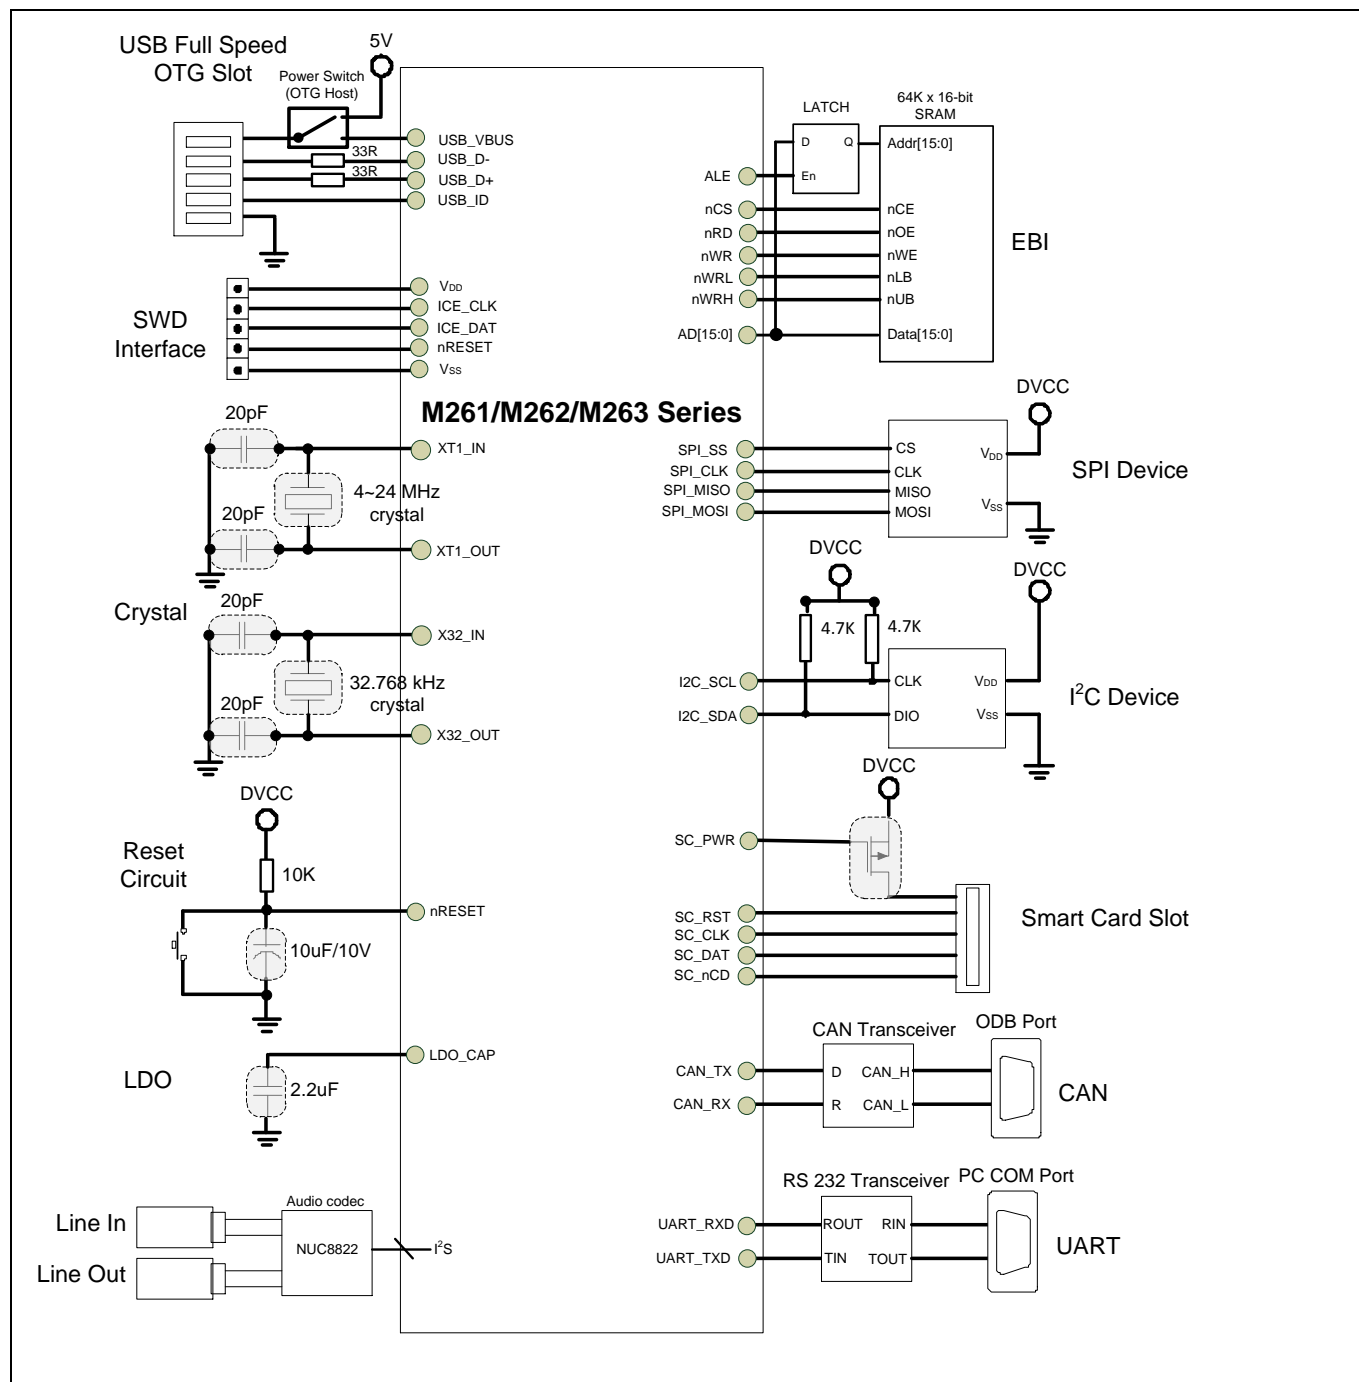 USB Full Speed
OTG Slot
5V
Power Switch
(OTG Host)
33R
33R
USB_VBUS
USB_D-
USB_D+
USB_ID
SWD
Interface
VDD
ICE_CLK
ICE_DAT
nRESET
VSS
M261/M262/M263 Series
20pF
XT1_IN
4~24 MHz
crystal
20pF
XT1_OUT
Crystal
20pF
X32_IN
32.768 kHz
crystal
20pF
X32_OUT
DVCC
Reset
Circuit
10K
nRESET
10uF/10V
LDO
LDO_CAP
2.2uF
Line In
Line Out
Audio codec
NUC8822
I²S
LATCH
64K x 16-bit
SRAM
D
Q
En
Addr[15:0]
ALE
nCS
nCE
nRD
nOE
nWR
nWE
nWRL
nLB
nWRH
nUB
AD[15:0]
Data[15:0]
EBI
DVCC
SPI_SS
CS
SPI_CLK
CLK
SPI_MISO
MISO
SPI_MOSI
MOSI
VDD
VSS
SPI Device
DVCC
DVCC
4.7K
4.7K
I2C_SCL
CLK
I2C_SDA
DIO
VDD
VSS
I²C Device
DVCC
SC_PWR
SC_RST
SC_CLK
SC_DAT
SC_nCD
Smart Card Slot
CAN Transceiver
ODB Port
CAN_TX
D
CAN_H
CAN_RX
R
CAN_L
CAN
RS 232 Transceiver
PC COM Port
UART_RXD
ROUT
RIN
UART_TXD
TIN
TOUT
UART